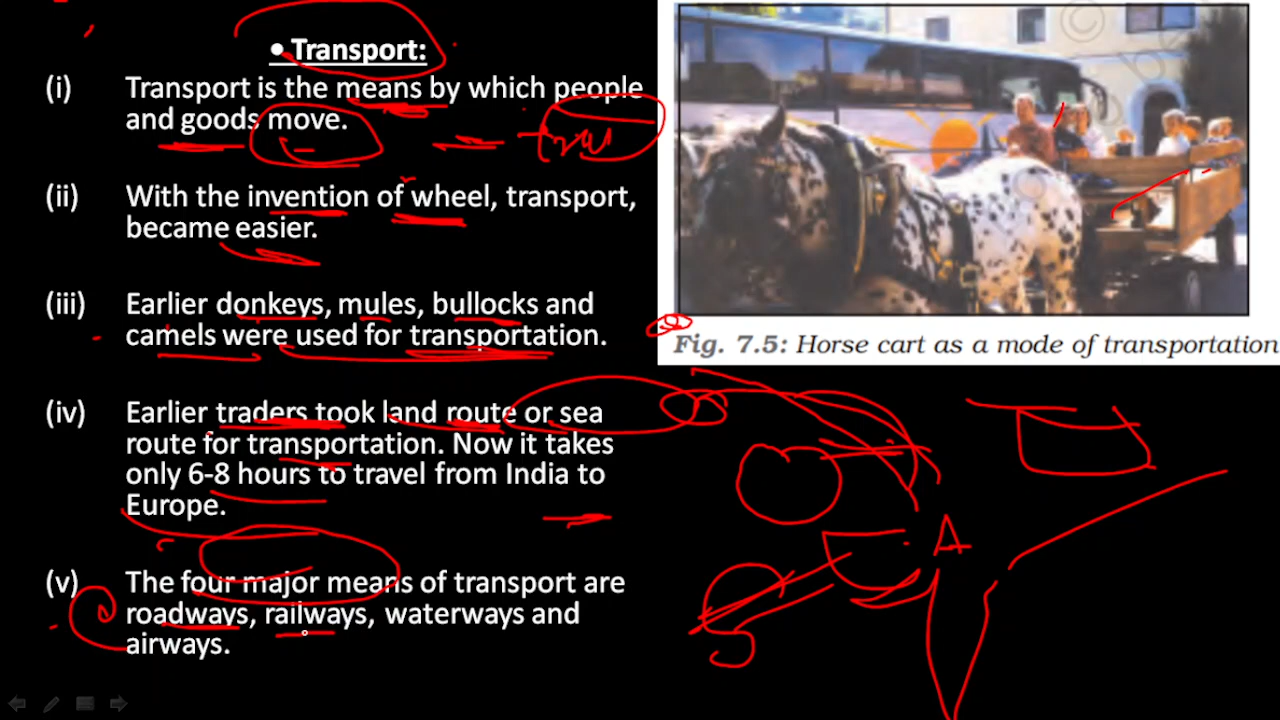 • Transport:
(i) Transport is the means by which people
and goods move.
(ii) With the invention of wheel, transport,
became easier.
(iii) Earlier donkeys, mules, bullocks and
camels were used for transportation.
(iv) Earlier traders took land route or sea
route for transportation. Now it takes
only 6-8 hours to travel from India to
Europe.
(v) The four major means of transport are
roadways, railways, waterways and
airways.
Fig. 7.5: Horse cart as a mode of transportation
A